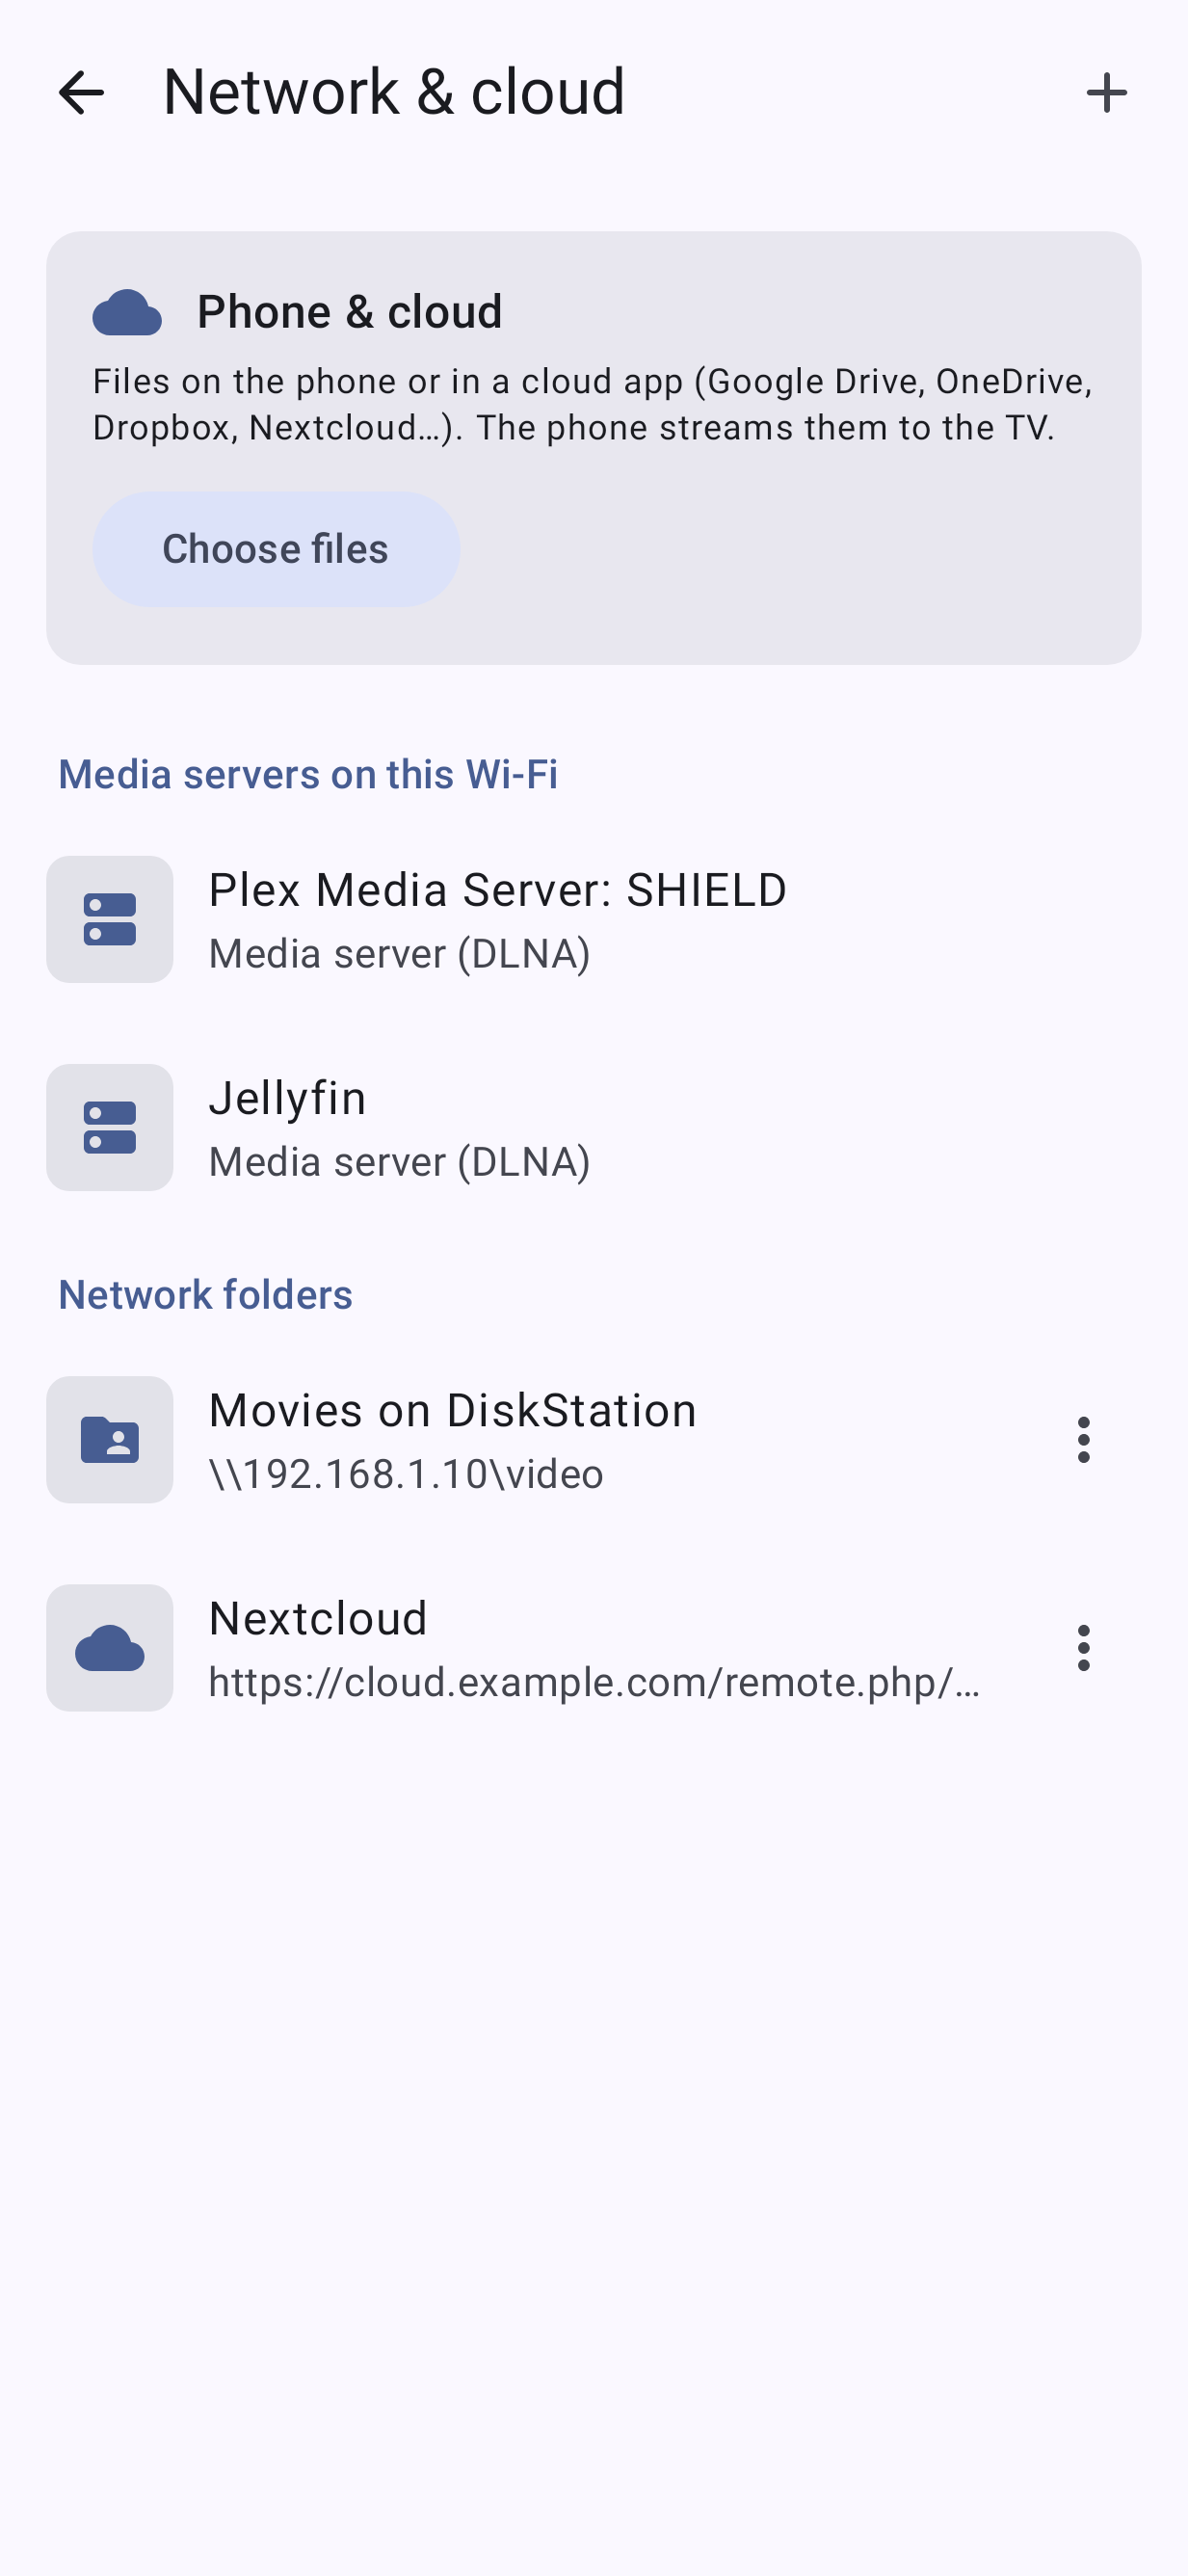 Network & cloud
Phone & cloud
Files on the phone or in a cloud app (Google Drive, OneDrive,
Dropbox, Nextcloud…). The phone streams them to the TV.
Choose files
Media servers on this Wi-Fi
Plex Media Server: SHIELD
Media server (DLNA)
Jellyfin
Media server (DLNA)
Network folders
Movies on DiskStation
\\192.168.1.10\video
Nextcloud
https://cloud.example.com/remote.php/…